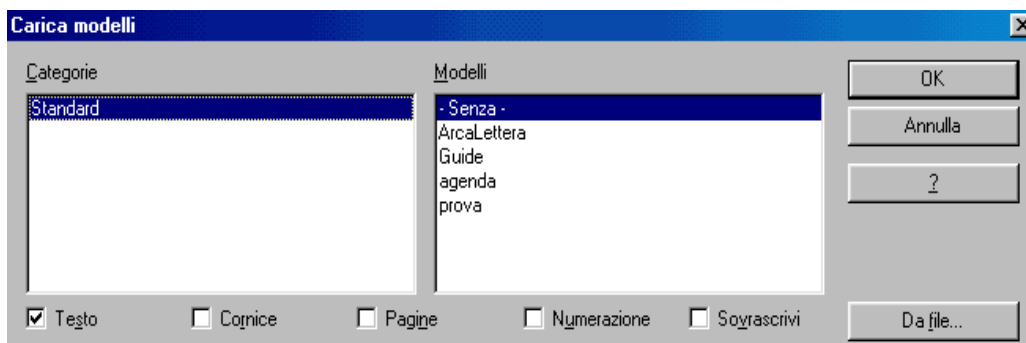 Carica modelli
Categorie
Standard
Modelli
- Senza -
ArcaLettera
Guide
agenda
prova
OK
Annulla
?
Testo
Cornice
Pagine
Numerazione
Sovrascrivi
Da file...